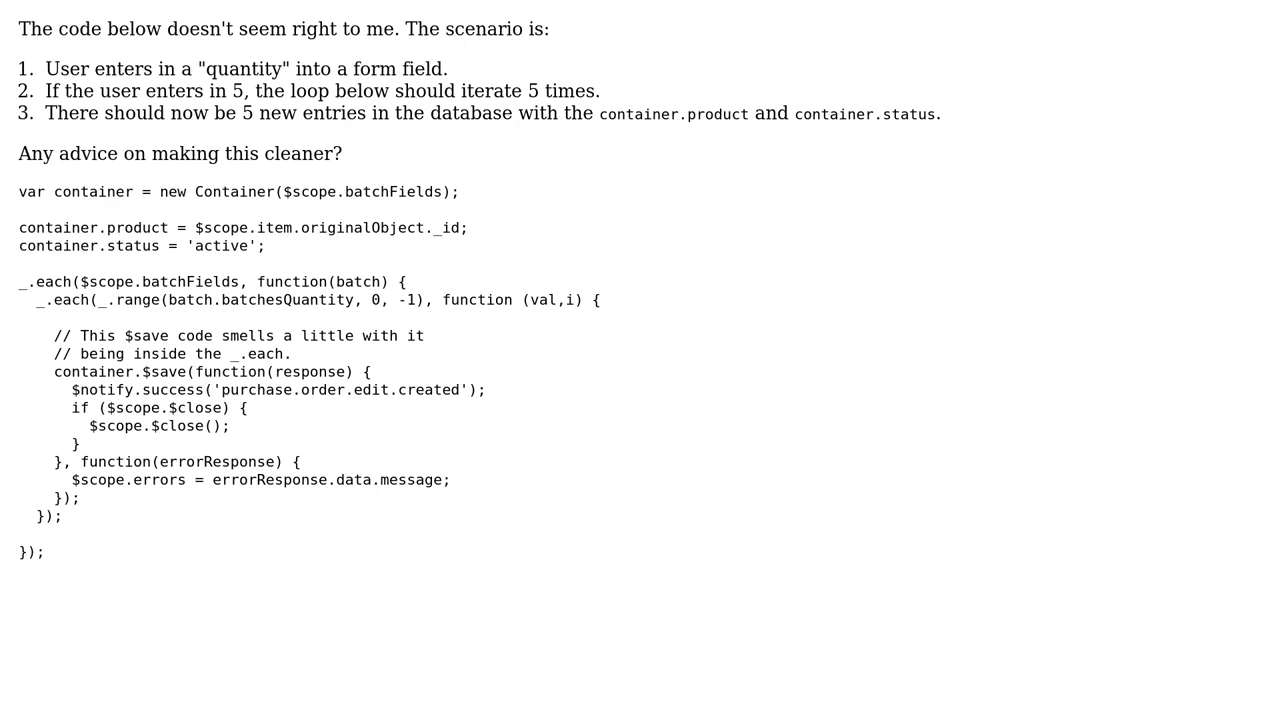 The code below doesn't seem right to me. The scenario is:
1. User enters in a "quantity" into a form field.
2. If the user enters in 5, the loop below should iterate 5 times.
3. There should now be 5 new entries in the database with the container.product and container.status.
Any advice on making this cleaner?
var container = new Container($scope.batchFields);
container.product = $scope.item.originalObject._id;
container.status = 'active';
_.each($scope.batchFields, function(batch) {
  _.each(_.range(batch.batchesQuantity, 0, -1), function (val,i) {
    // This $save code smells a little with it
    // being inside the _.each.
    container.$save(function(response) {
      $notify.success('purchase.order.edit.created');
      if ($scope.$close) {
        $scope.$close();
      }
    }, function(errorResponse) {
      $scope.errors = errorResponse.data.message;
    });
  });
});